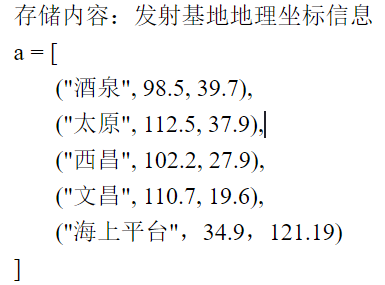 存储内容：发射基地地理坐标信息
a = [
("酒泉", 98.5, 39.7),
("太原", 112.5, 37.9),
("西昌", 102.2, 27.9),
("文昌", 110.7, 19.6),
("海上平台"，34.9，121.19)
]